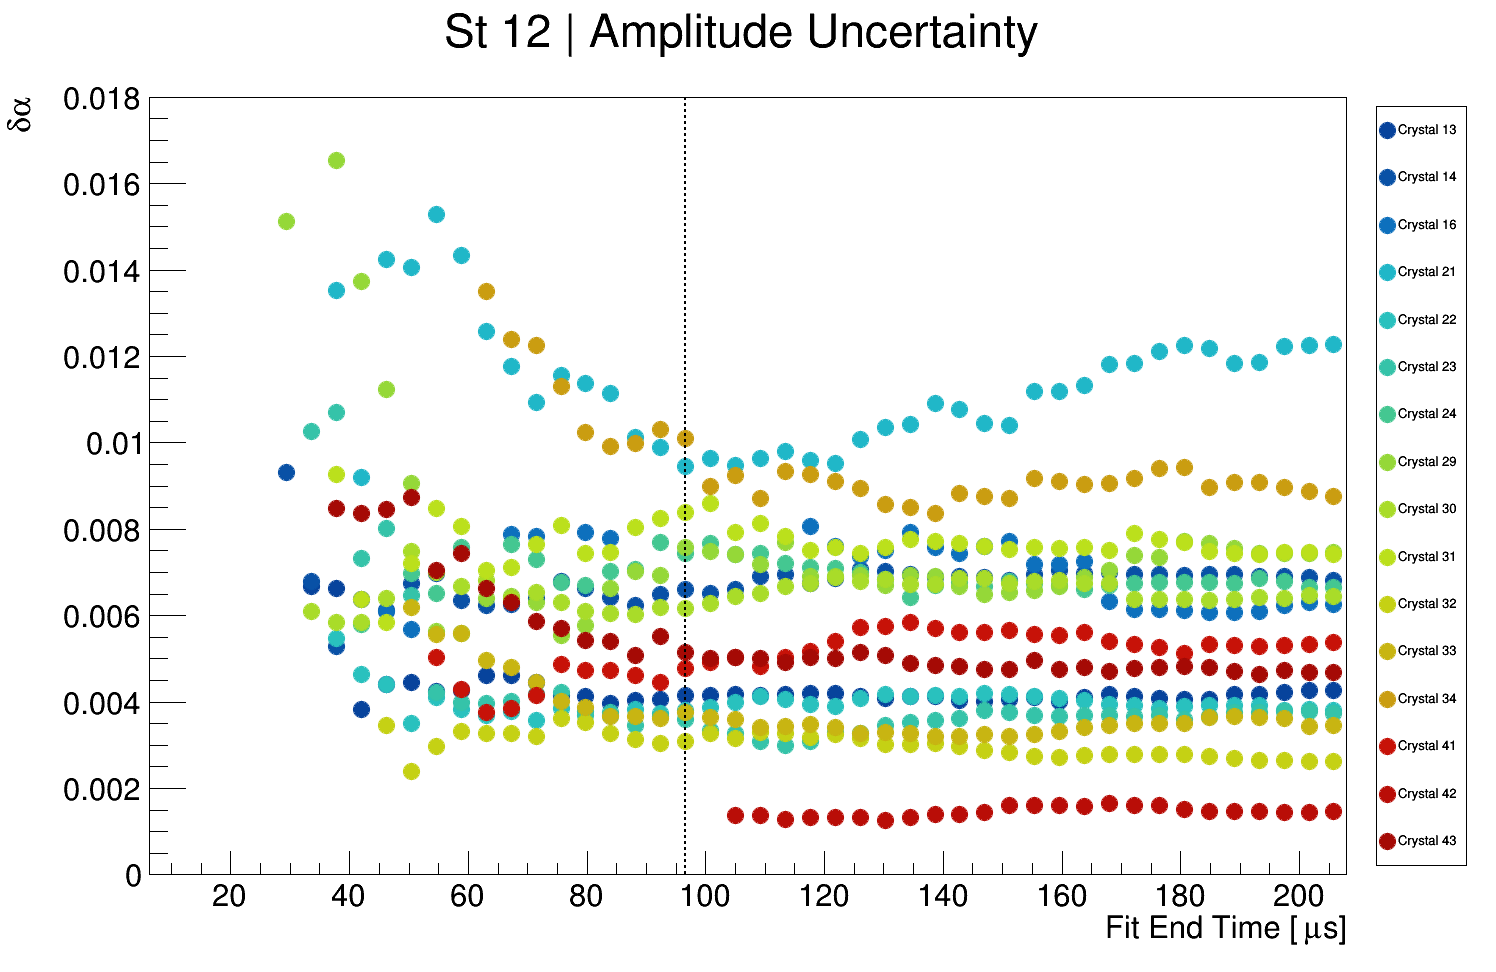 St 12 | Amplitude Uncertainty
δα
0.018
0.016
0.014
0.012
0.01
0.008
0.006
0.004
0.002
0
20 40 60 80 100 120 140 160 180 200
Fit End Time [ μs]
Crystal 13
Crystal 14
Crystal 16
Crystal 21
Crystal 22
Crystal 23
Crystal 24
Crystal 29
Crystal 30
Crystal 31
Crystal 32
Crystal 33
Crystal 34
Crystal 41
Crystal 42
Crystal 43